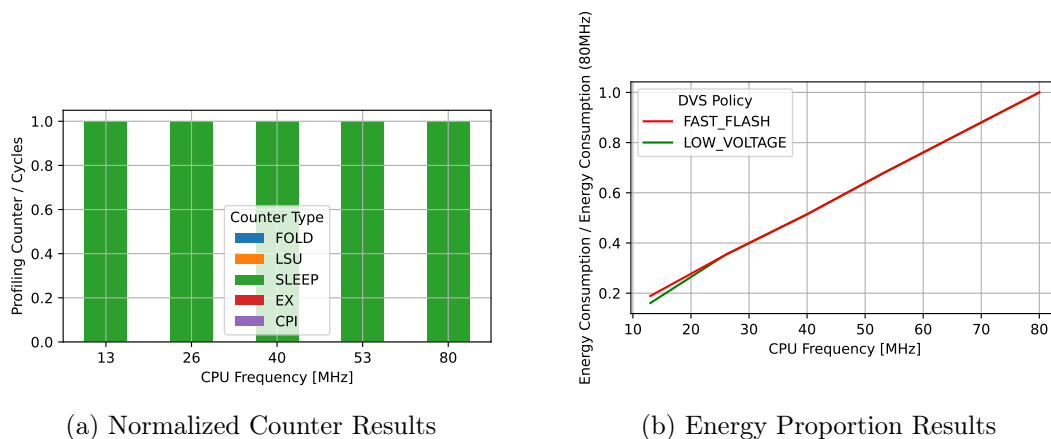 Profiling Counter / Cycles
1.0
0.8
0.6
0.4
0.2
0.0
Counter Type
FOLD
LSU
SLEEP
EX
CPI
13 26 40 53 80
CPU Frequency [MHz]
(a) Normalized Counter Results
Energy Consumption / Energy Consumption (80MHz)
1.0
0.8
0.6
0.4
0.2
DVS Policy
FAST_FLASH
LOW_VOLTAGE
10 20 30 40 50 60 70 80
CPU Frequency [MHz]
(b) Energy Proportion Results